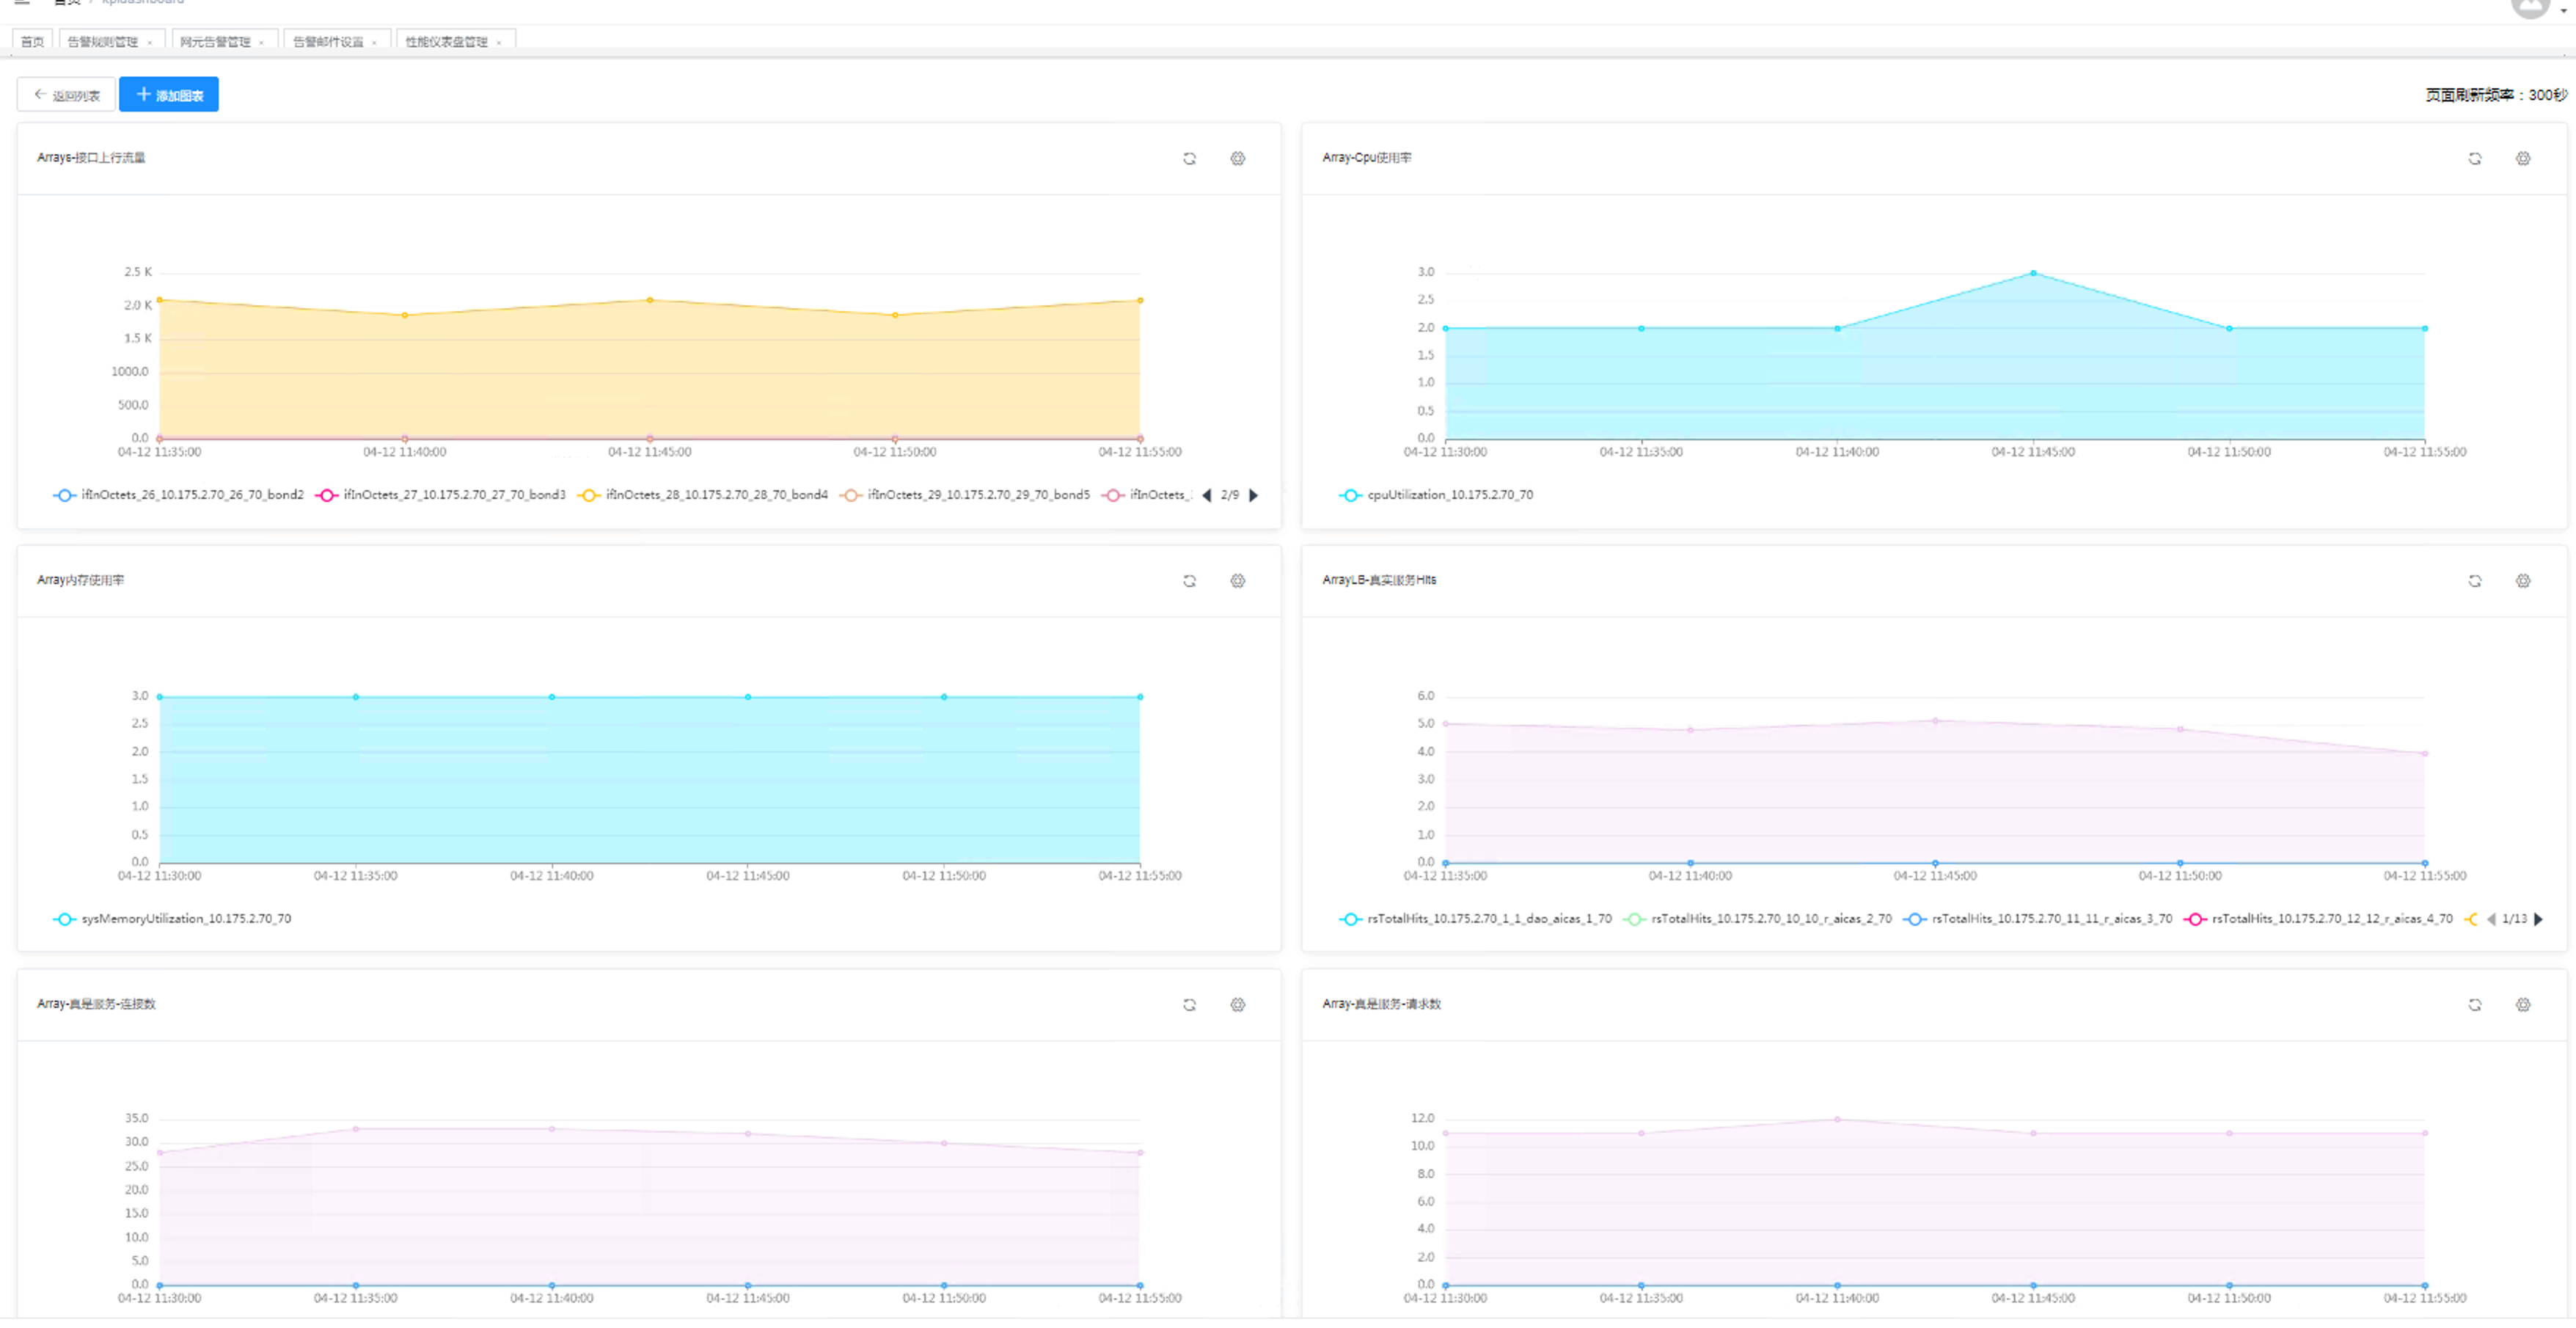 首页 / kpidashboard
首页 告警规则管理 × 网元告警管理 × 告警邮件设置 × 性能仪表盘管理 ×
返回列表 添加图表 页面刷新频率：300秒
Arrays-接口上行流量
2.5 K
2.0 K
1.5 K
1000.0
500.0
0.0
04-12 11:35:00 04-12 11:40:00 04-12 11:45:00 04-12 11:50:00 04-12 11:55:00
ifInOctets_26_10.175.2.70_26_70_bond2 ifInOctets_27_10.175.2.70_27_70_bond3 ifInOctets_28_10.175.2.70_28_70_bond4 ifInOctets_29_10.175.2.70_29_70_bond5 ifInOctets_ 2/9
Array-Cpu使用率
3.0
2.5
2.0
1.5
1.0
0.5
0.0
04-12 11:30:00 04-12 11:35:00 04-12 11:40:00 04-12 11:45:00 04-12 11:50:00 04-12 11:55:00
cpuUtilization_10.175.2.70_70
Array内存使用率
3.0
2.5
2.0
1.5
1.0
0.5
0.0
04-12 11:30:00 04-12 11:35:00 04-12 11:40:00 04-12 11:45:00 04-12 11:50:00 04-12 11:55:00
sysMemoryUtilization_10.175.2.70_70
ArrayLB-真实服务Hits
6.0
5.0
4.0
3.0
2.0
1.0
0.0
04-12 11:35:00 04-12 11:40:00 04-12 11:45:00 04-12 11:50:00 04-12 11:55:00
rsTotalHits_10.175.2.70_1_1_dao_aicas_1_70 rsTotalHits_10.175.2.70_10_10_r_aicas_2_70 rsTotalHits_10.175.2.70_11_11_r_aicas_3_70 rsTotalHits_10.175.2.70_12_12_r_aicas_4_70 1/13
Array-真是服务-连接数
35.0
30.0
25.0
20.0
15.0
10.0
5.0
0.0
04-12 11:30:00 04-12 11:35:00 04-12 11:40:00 04-12 11:45:00 04-12 11:50:00 04-12 11:55:00
Array-真是服务-请求数
12.0
10.0
8.0
6.0
4.0
2.0
0.0
04-12 11:30:00 04-12 11:35:00 04-12 11:40:00 04-12 11:45:00 04-12 11:50:00 04-12 11:55:00